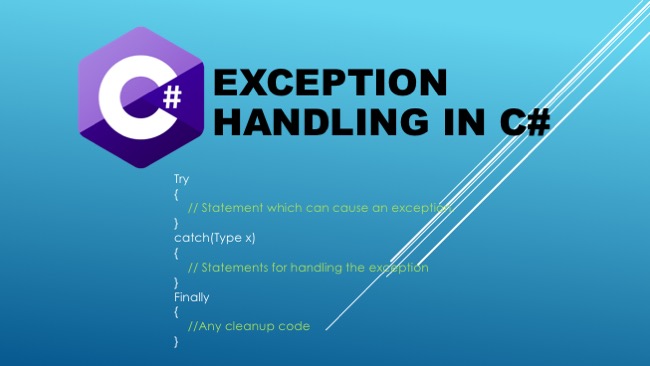 C#
EXCEPTION
HANDLING IN C#
Try
{
// Statement which can cause an exception
}
catch(Type x)
{
// Statements for handling the exception
}
Finally
{
//Any cleanup code
}